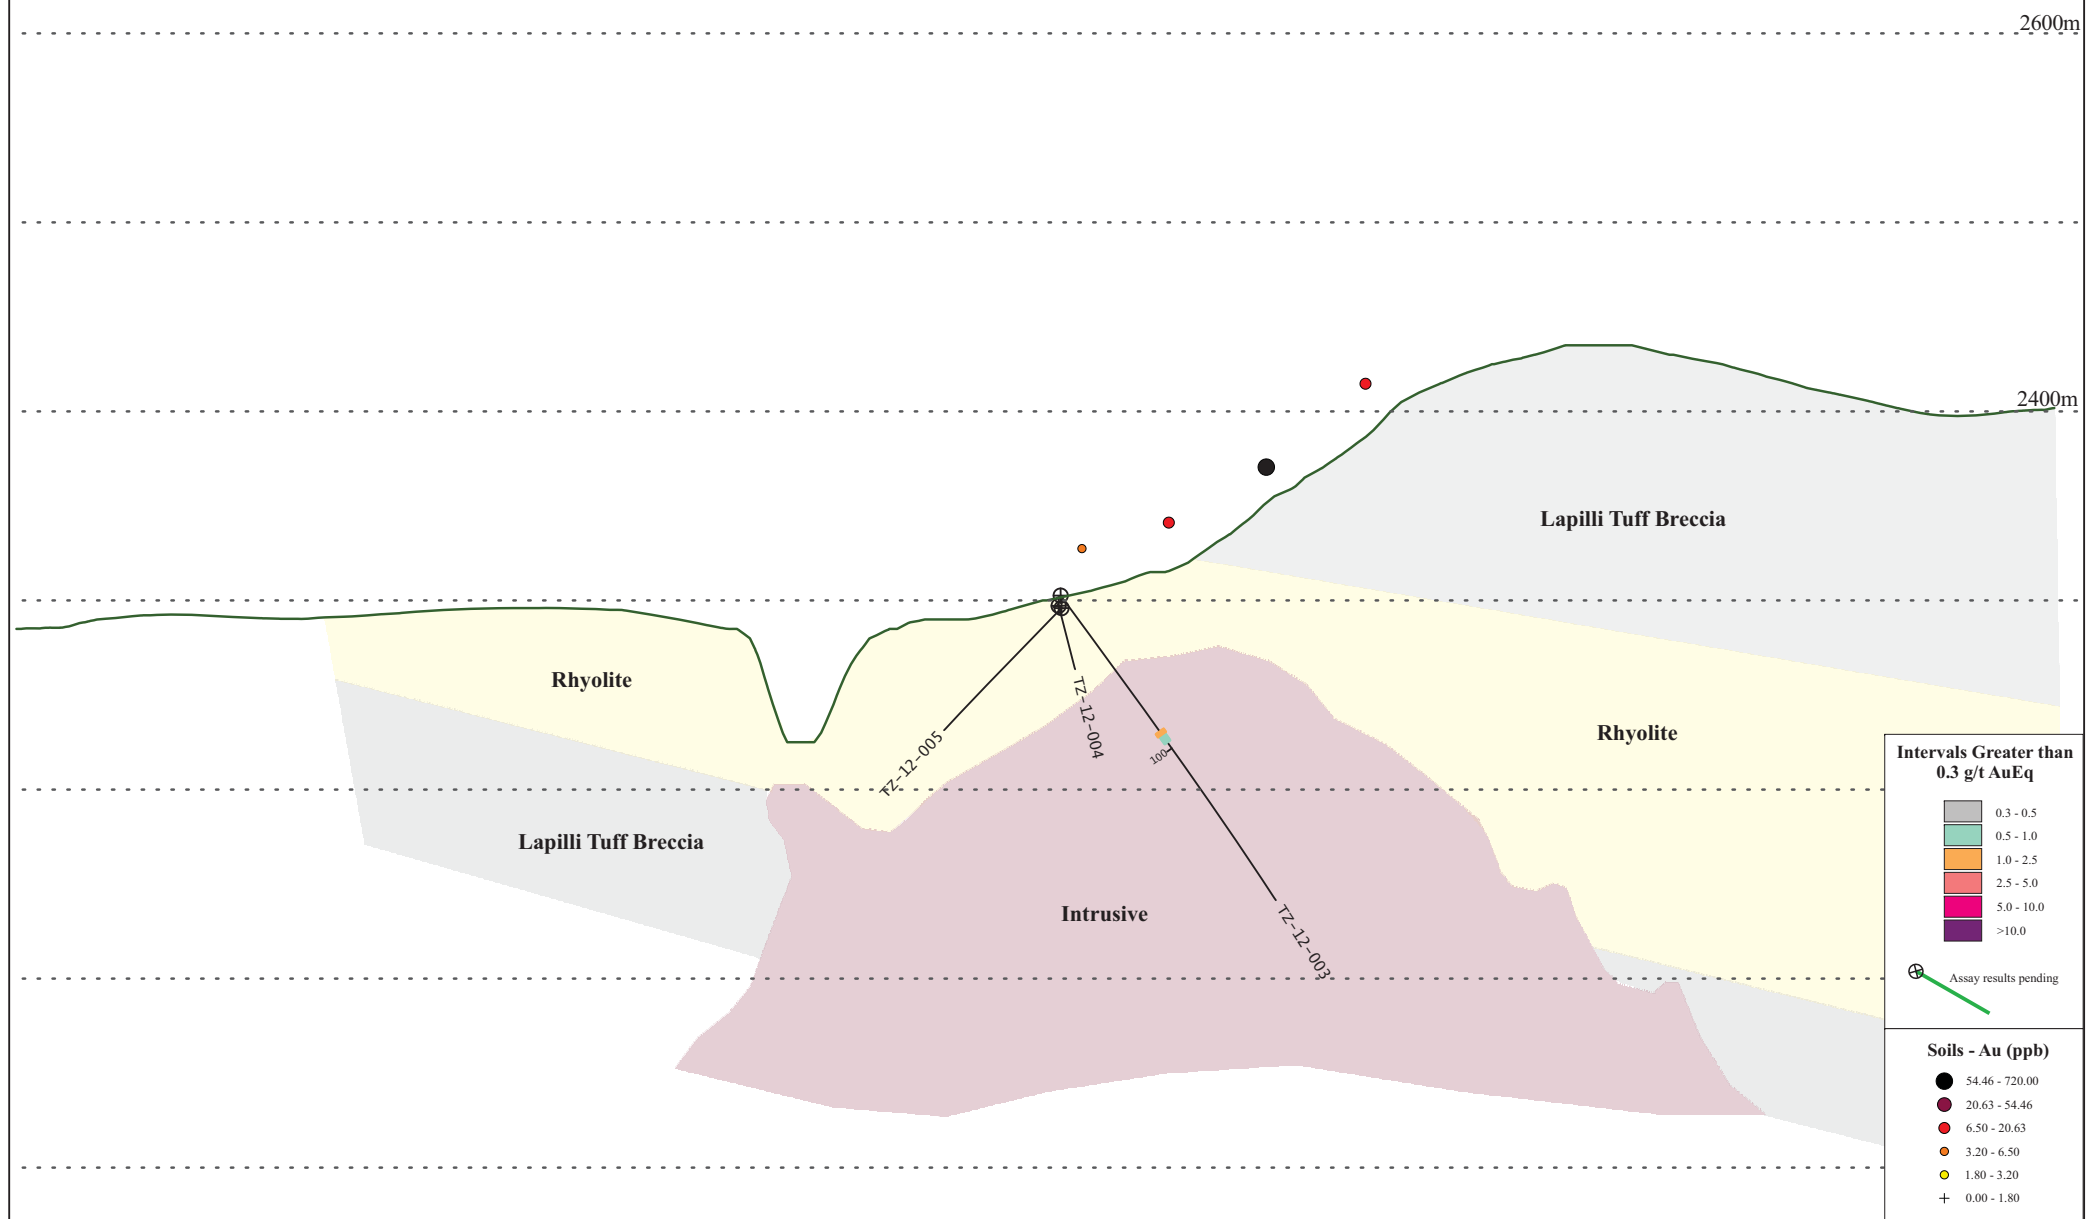 2600m
2400m
Lapilli Tuff Breccia
Rhyolite
Rhyolite
TZ-12-005
TZ-12-004
100
Lapilli Tuff Breccia
Intrusive
TZ-12-003
Intervals Greater than
0.3 g/t AuEq
0.3 - 0.5
0.5 - 1.0
1.0 - 2.5
2.5 - 5.0
5.0 - 10.0
>10.0
Assay results pending
Soils - Au (ppb)
54.46 - 720.00
20.63 - 54.46
6.50 - 20.63
3.20 - 6.50
1.80 - 3.20
0.00 - 1.80